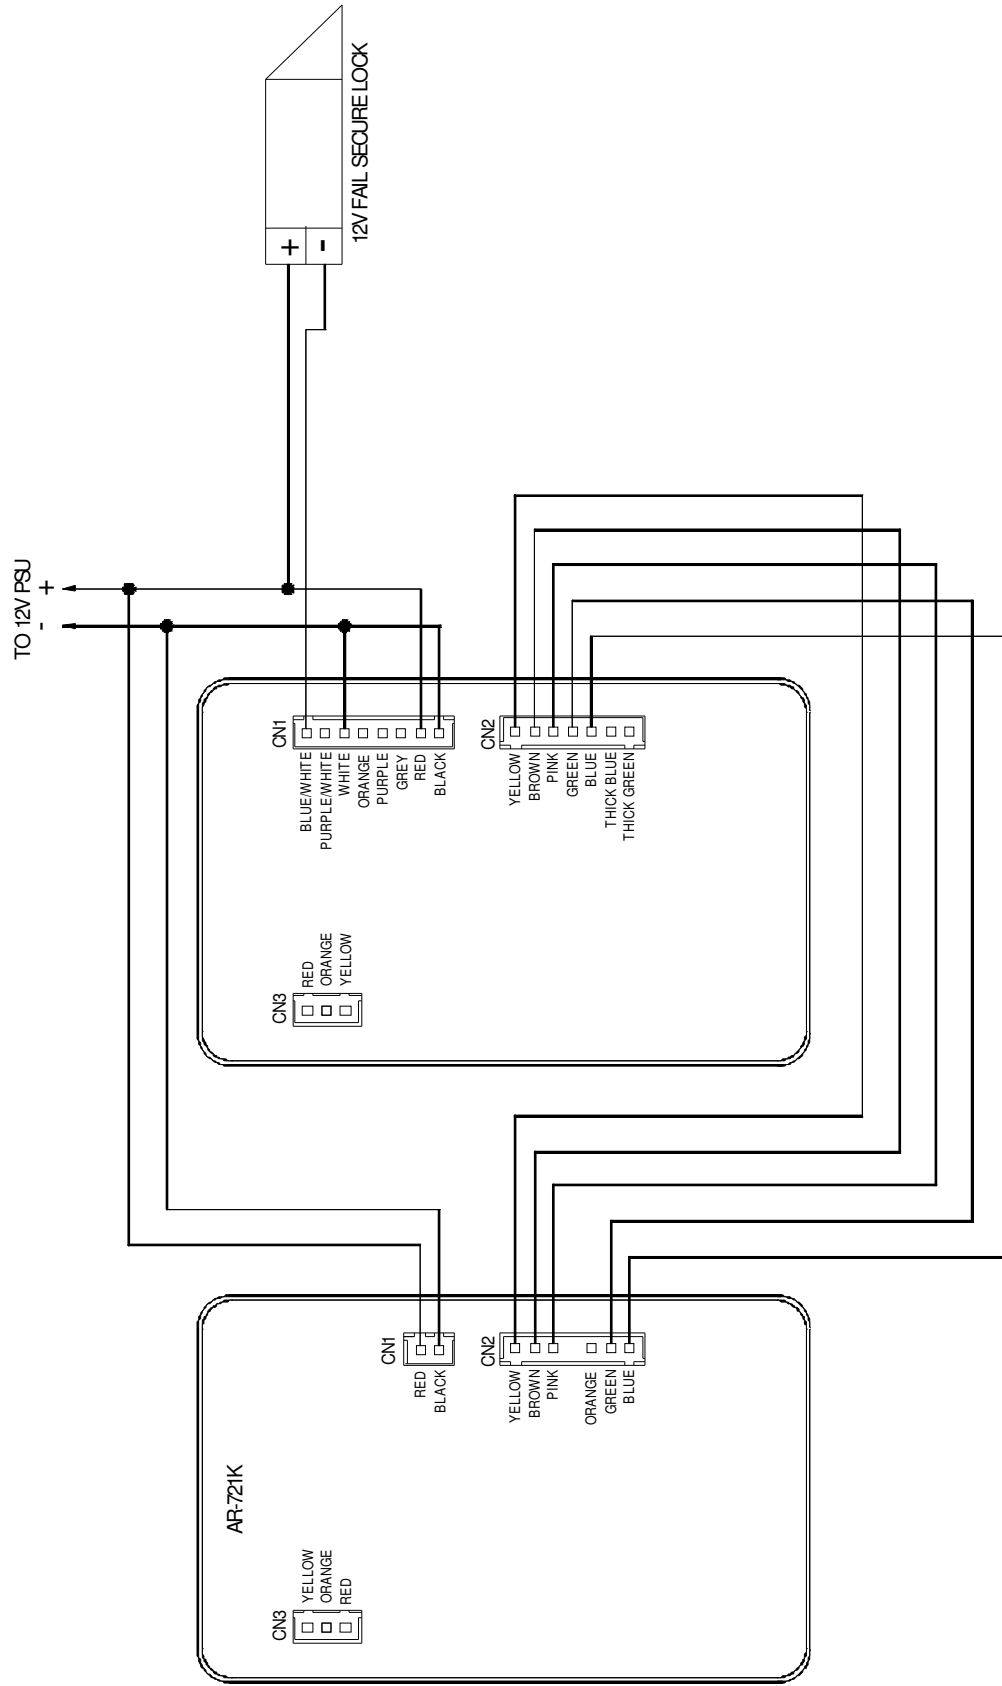 12V FAIL SECURE LOCK
+
-
TO 12V PSU
+
-
CN1
BLUE/WHITE
PURPLE/WHITE
WHITE
ORANGE
PURPLE
GREY
RED
BLACK
CN2
YELLOW
BROWN
PINK
GREEN
BLUE
THICK BLUE
THICK GREEN
CN3
RED
ORANGE
YELLOW
AR-721K
CN1
RED
BLACK
CN2
YELLOW
BROWN
PINK
ORANGE
GREEN
BLUE
CN3
YELLOW
ORANGE
RED